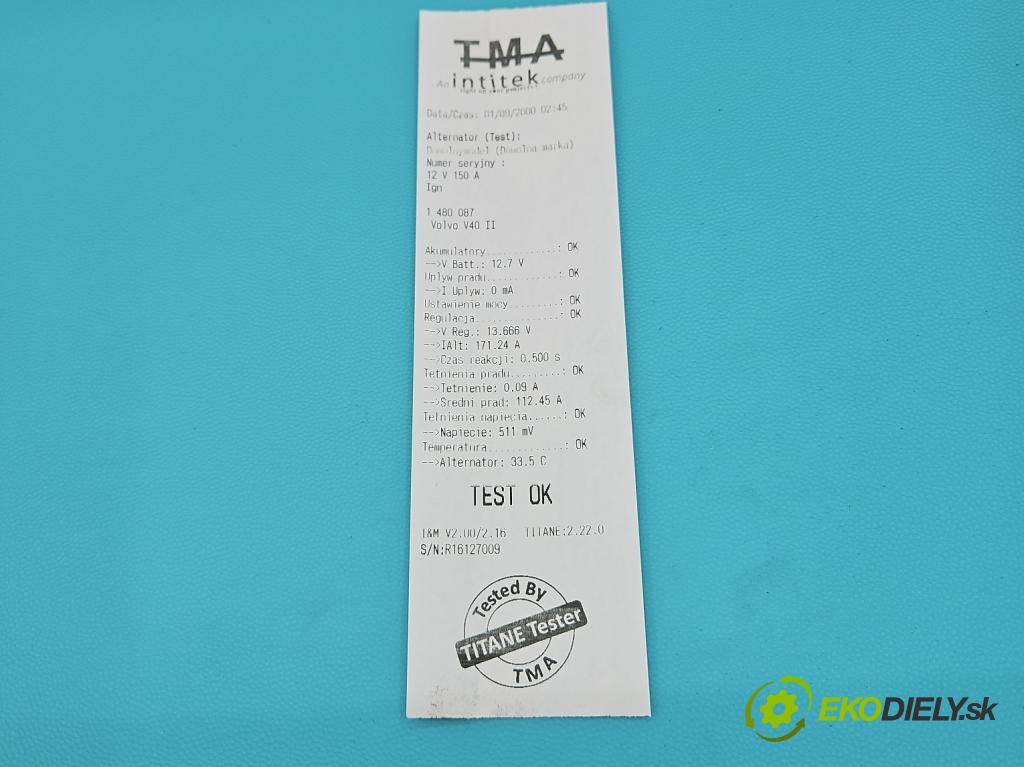 TMA
An intitek company
Data/Czas: 01/09/2000 02:45
Alternator (Test):
Dowolnymodel (Dowolna marka)
Numer seryjny :
12 V 150 A
Ign
1 480 087
Volvo V40 II
Akumulatory............: OK
-->V Batt.: 12.7 V
Uplyw pradu............: OK
-->I Uplyw: 0 mA
Ustawienie mocy.........: OK
Regulacja..............: OK
-->V Reg.: 13.666 V
-->IAlt: 171.24 A
-->Czas reakcji: 0.500 s
Tetnienia pradu.........: OK
-->Tetnienie: 0.09 A
-->Sredni prad: 112.45 A
Tetnienia napiecia......: OK
-->Napiecie: 511 mV
Temperatura.............: OK
-->Alternator: 33.5 C
TEST OK
I&M V2.00/2.16 TITANE:2.22.0
S/N:R16127009
Tested By
TITANE Tester
TMA
EKODIELY.sk